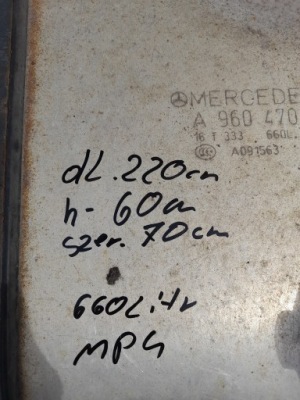 MERCEDE
A 960 470
16 T 333 660L.
A091563
dł. 220cm
h- 60cm
szer. 70cm
660Litr
MP4